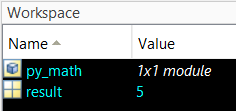 Workspace
Name Value
py_math 1x1 module
result 5